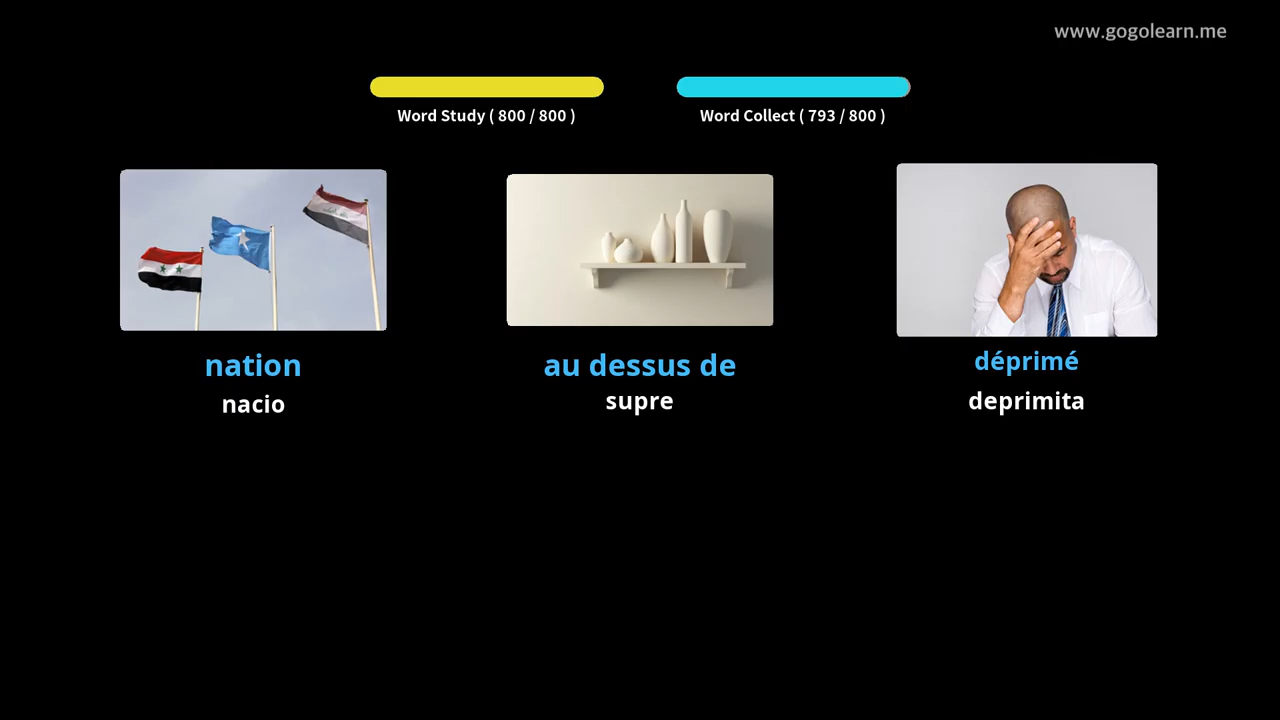 www.gogolearn.me
Word Study ( 800 / 800 )
Word Collect ( 793 / 800 )
nation
nacio
au dessus de
supre
déprimé
deprimita